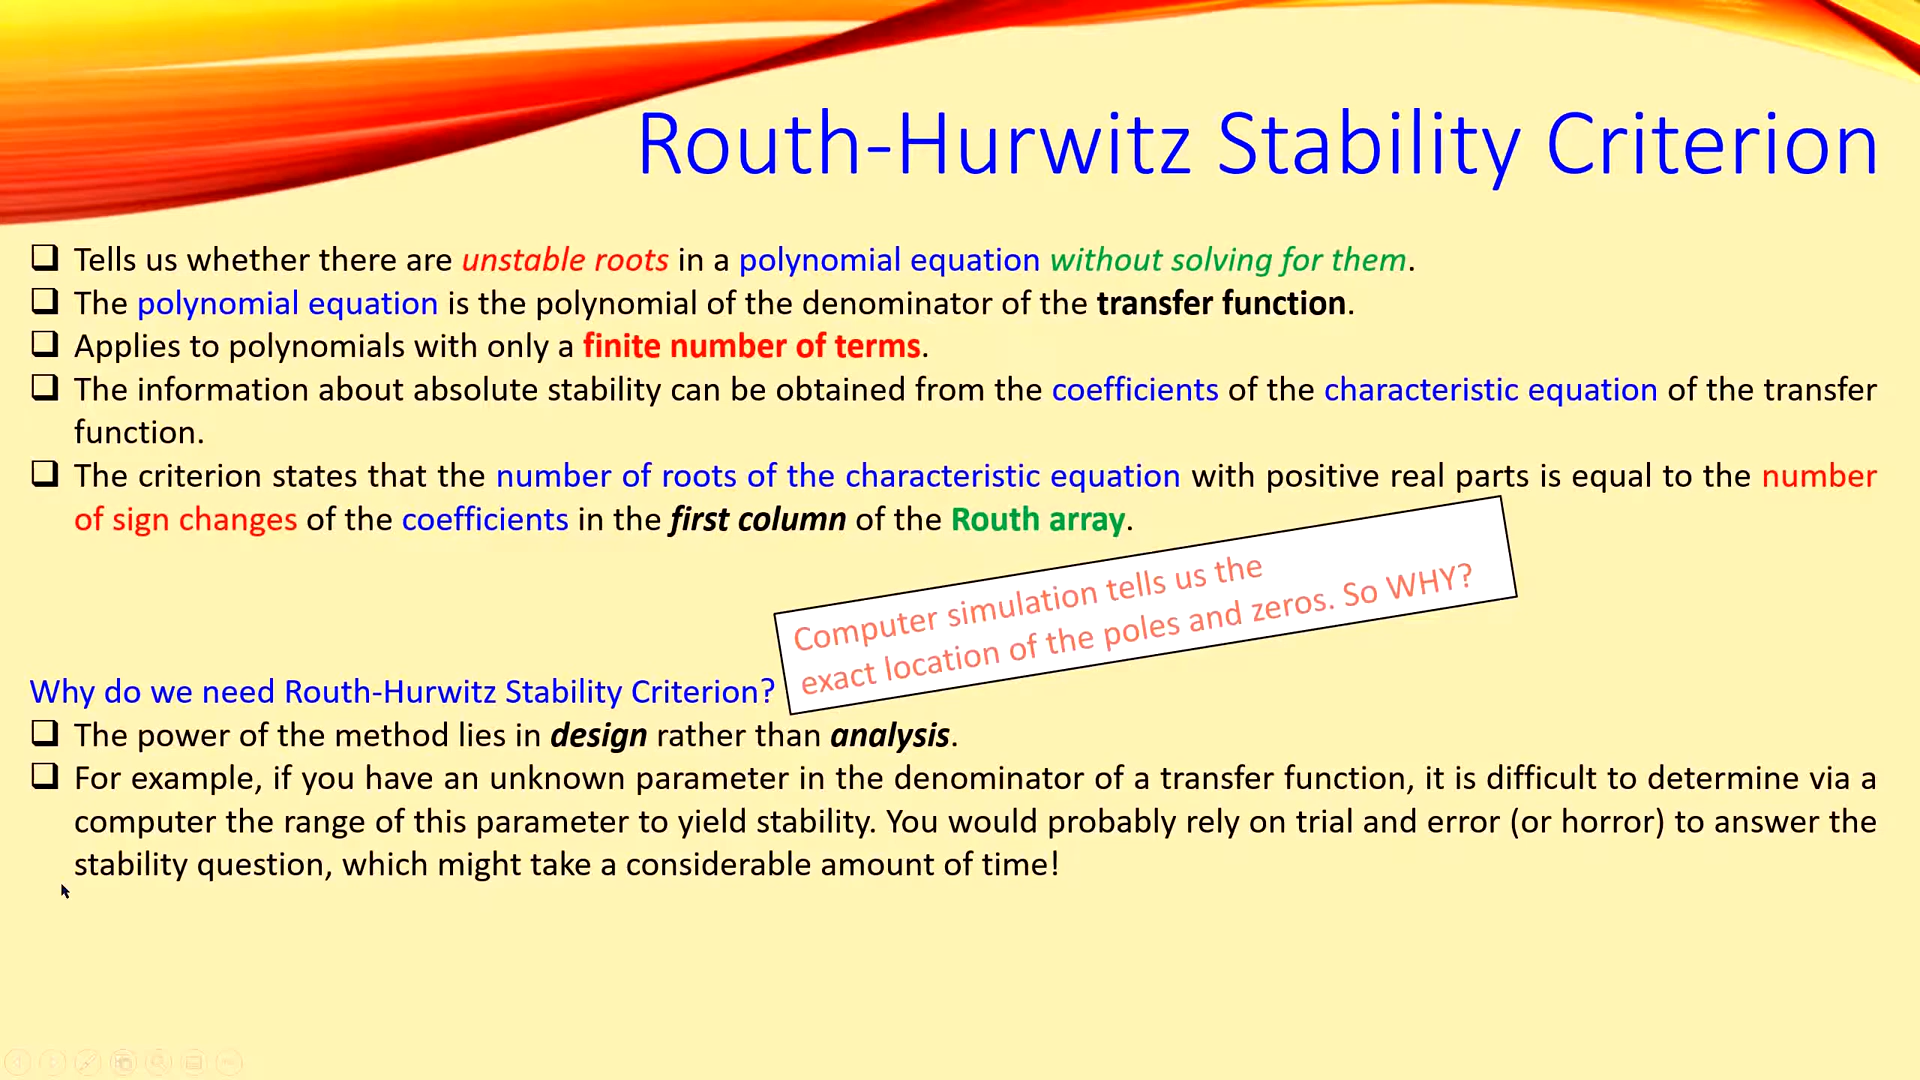 Routh-Hurwitz Stability Criterion
❑ Tells us whether there are unstable roots in a polynomial equation without solving for them.
❑ The polynomial equation is the polynomial of the denominator of the transfer function.
❑ Applies to polynomials with only a finite number of terms.
❑ The information about absolute stability can be obtained from the coefficients of the characteristic equation of the transfer
function.
❑ The criterion states that the number of roots of the characteristic equation with positive real parts is equal to the number
of sign changes of the coefficients in the first column of the Routh array.
Computer simulation tells us the
exact location of the poles and zeros. So WHY?
Why do we need Routh-Hurwitz Stability Criterion?
❑ The power of the method lies in design rather than analysis.
❑ For example, if you have an unknown parameter in the denominator of a transfer function, it is difficult to determine via a
computer the range of this parameter to yield stability. You would probably rely on trial and error (or horror) to answer the
stability question, which might take a considerable amount of time!